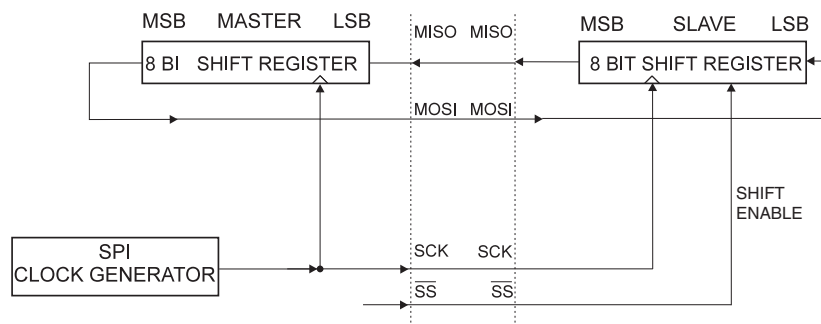 MSB MASTER LSB MISO MISO MSB SLAVE LSB
8 BI SHIFT REGISTER 8 BIT SHIFT REGISTER
MOSI MOSI
SHIFT
ENABLE
SPI
CLOCK GENERATOR
SCK SCK
SS SS